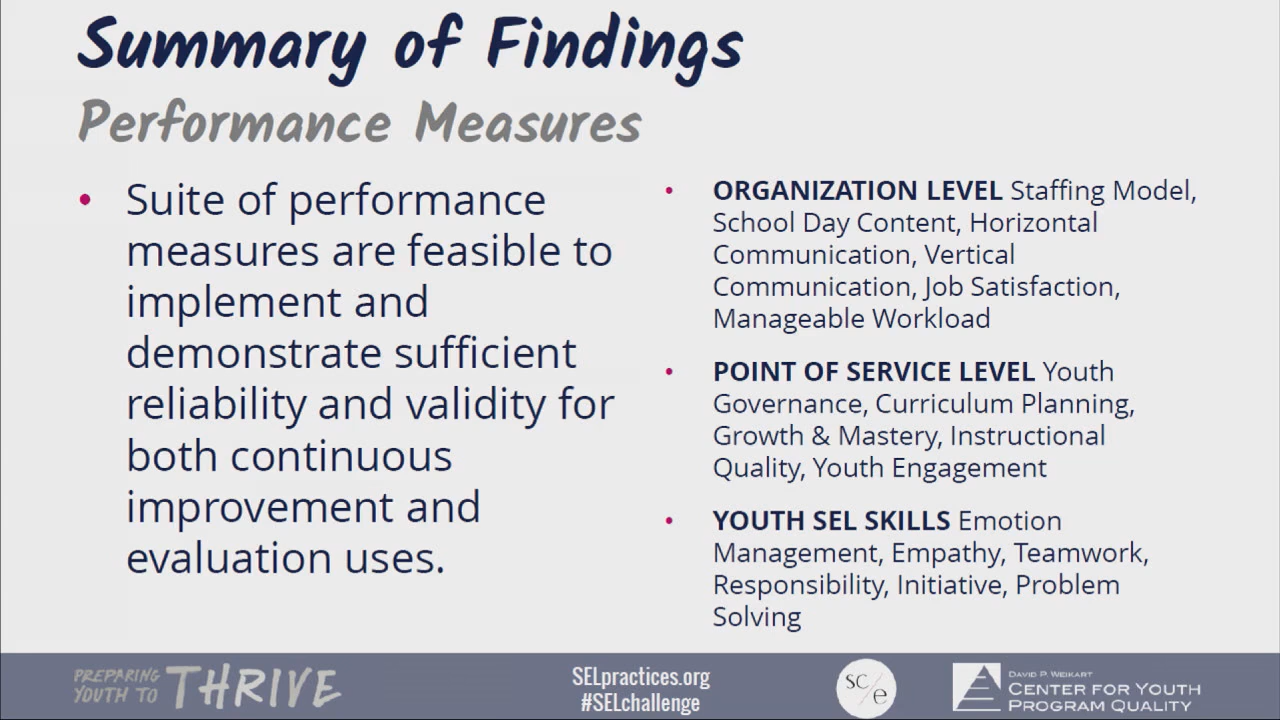 Summary of Findings
Performance Measures
• Suite of performance
measures are feasible to
implement and
demonstrate sufficient
reliability and validity for
both continuous
improvement and
evaluation uses.
• ORGANIZATION LEVEL Staffing Model,
School Day Content, Horizontal
Communication, Vertical
Communication, Job Satisfaction,
Manageable Workload
• POINT OF SERVICE LEVEL Youth
Governance, Curriculum Planning,
Growth & Mastery, Instructional
Quality, Youth Engagement
• YOUTH SEL SKILLS Emotion
Management, Empathy, Teamwork,
Responsibility, Initiative, Problem
Solving
PREPARING
YOUTH TO THRIVE
SELpractices.org
#SELchallenge
sc/e
DAVID P. WEIKART
CENTER FOR YOUTH
PROGRAM QUALITY